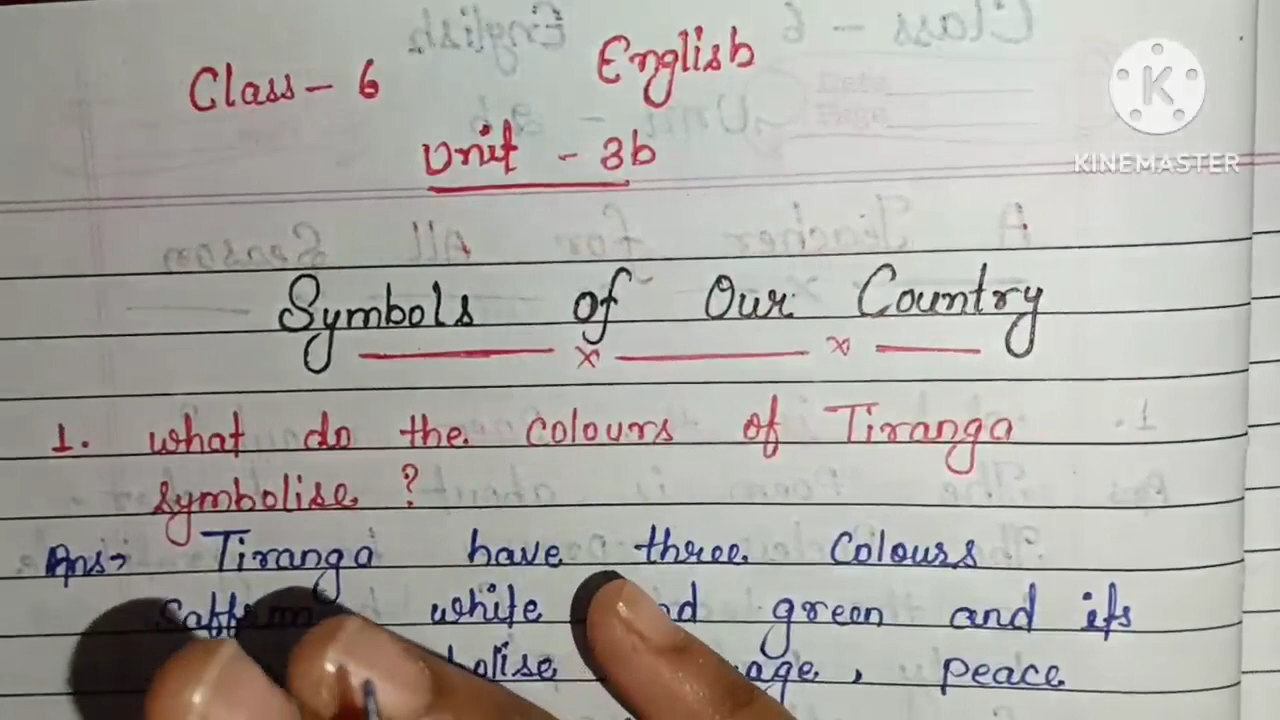 Class - 6 English
K
KINEMASTER
Unit - 3b
Symbols of Our Country
1. what do the colours of Tiranga
symbolise ?
Ans→ Tiranga have three colours
white green and its
peace